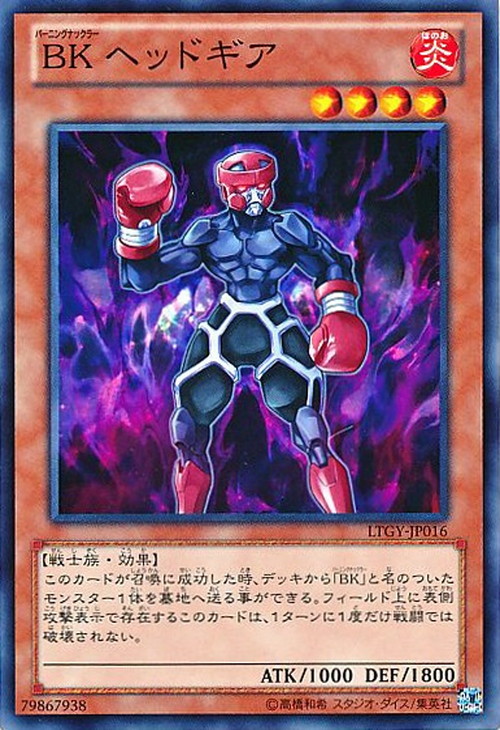 バーニングナックラー
BK ヘッドギア
ほのお
炎
LTGY-JP016
【戦士族・効果】
このカードが召喚に成功した時、デッキから「BK」と名のついた
モンスター1体を墓地へ送る事ができる。フィールド上に表側
攻撃表示で存在するこのカードは、1ターンに1度だけ戦闘では
破壊されない。
ATK/1000 DEF/1800
79867938
©高橋和希 スタジオ・ダイス/集英社